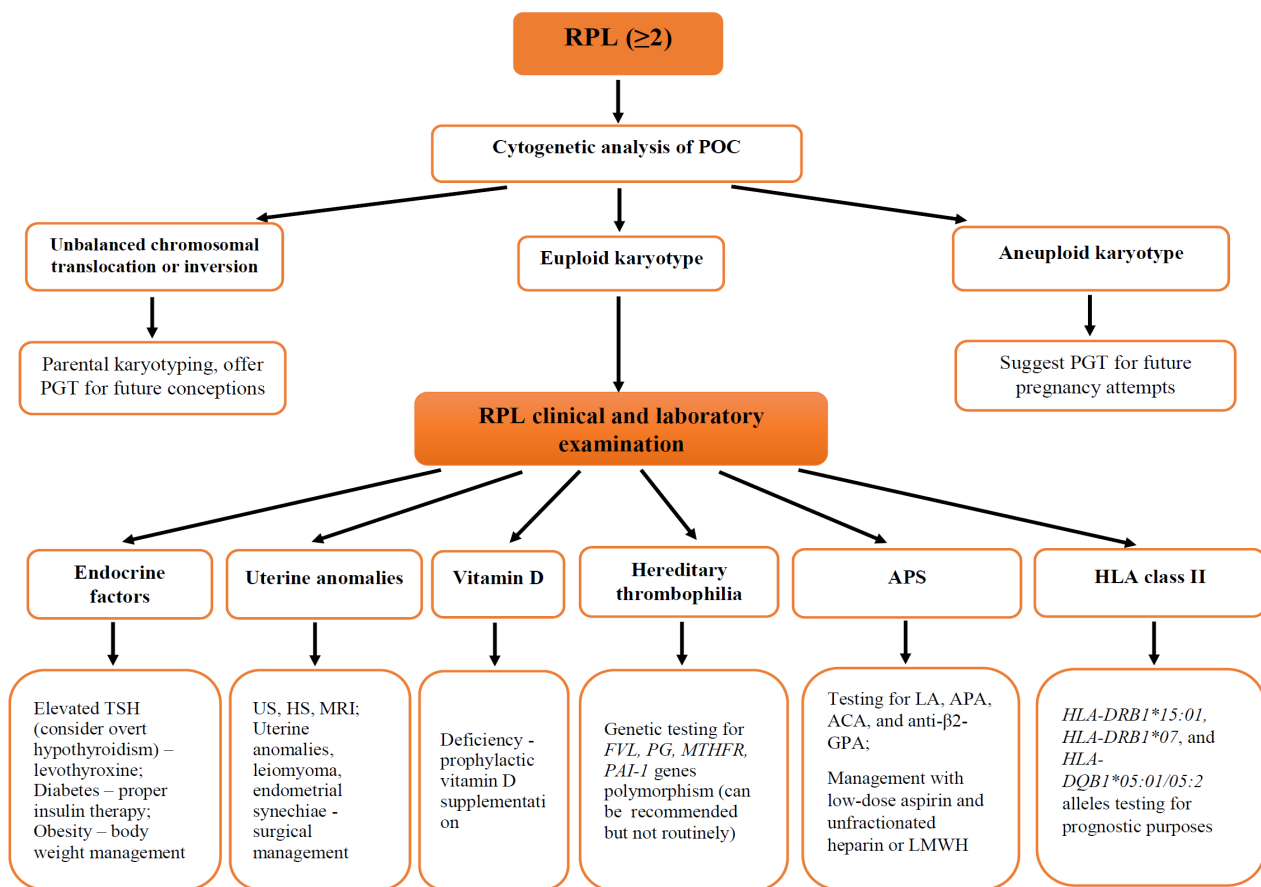 RPL (≥2)
Cytogenetic analysis of POC
Unbalanced chromosomal
translocation or inversion
Euploid karyotype
Aneuploid karyotype
Parental karyotyping, offer
PGT for future conceptions
Suggest PGT for future
pregnancy attempts
RPL clinical and laboratory
examination
Endocrine
factors
Uterine anomalies
Vitamin D
Hereditary
thrombophilia
APS
HLA class II
Elevated TSH
(consider overt
hypothyroidism) –
levothyroxine;
Diabetes – proper
insulin therapy;
Obesity – body
weight management
US, HS, MRI;
Uterine
anomalies,
leiomyoma,
endometrial
synechiae -
surgical
management
Deficiency -
prophylactic
vitamin D
supplementati
on
Genetic testing for
FVL, PG, MTHFR,
PAI-1 genes
polymorphism (can
be recommended
but not routinely)
Testing for LA, APA,
ACA, and anti-β2-
GPA;
Management with
low-dose aspirin and
unfractionated
heparin or LMWH
HLA-DRB1*15:01,
HLA-DRB1*07, and
HLA-
DQB1*05:01/05:2
alleles testing for
prognostic purposes